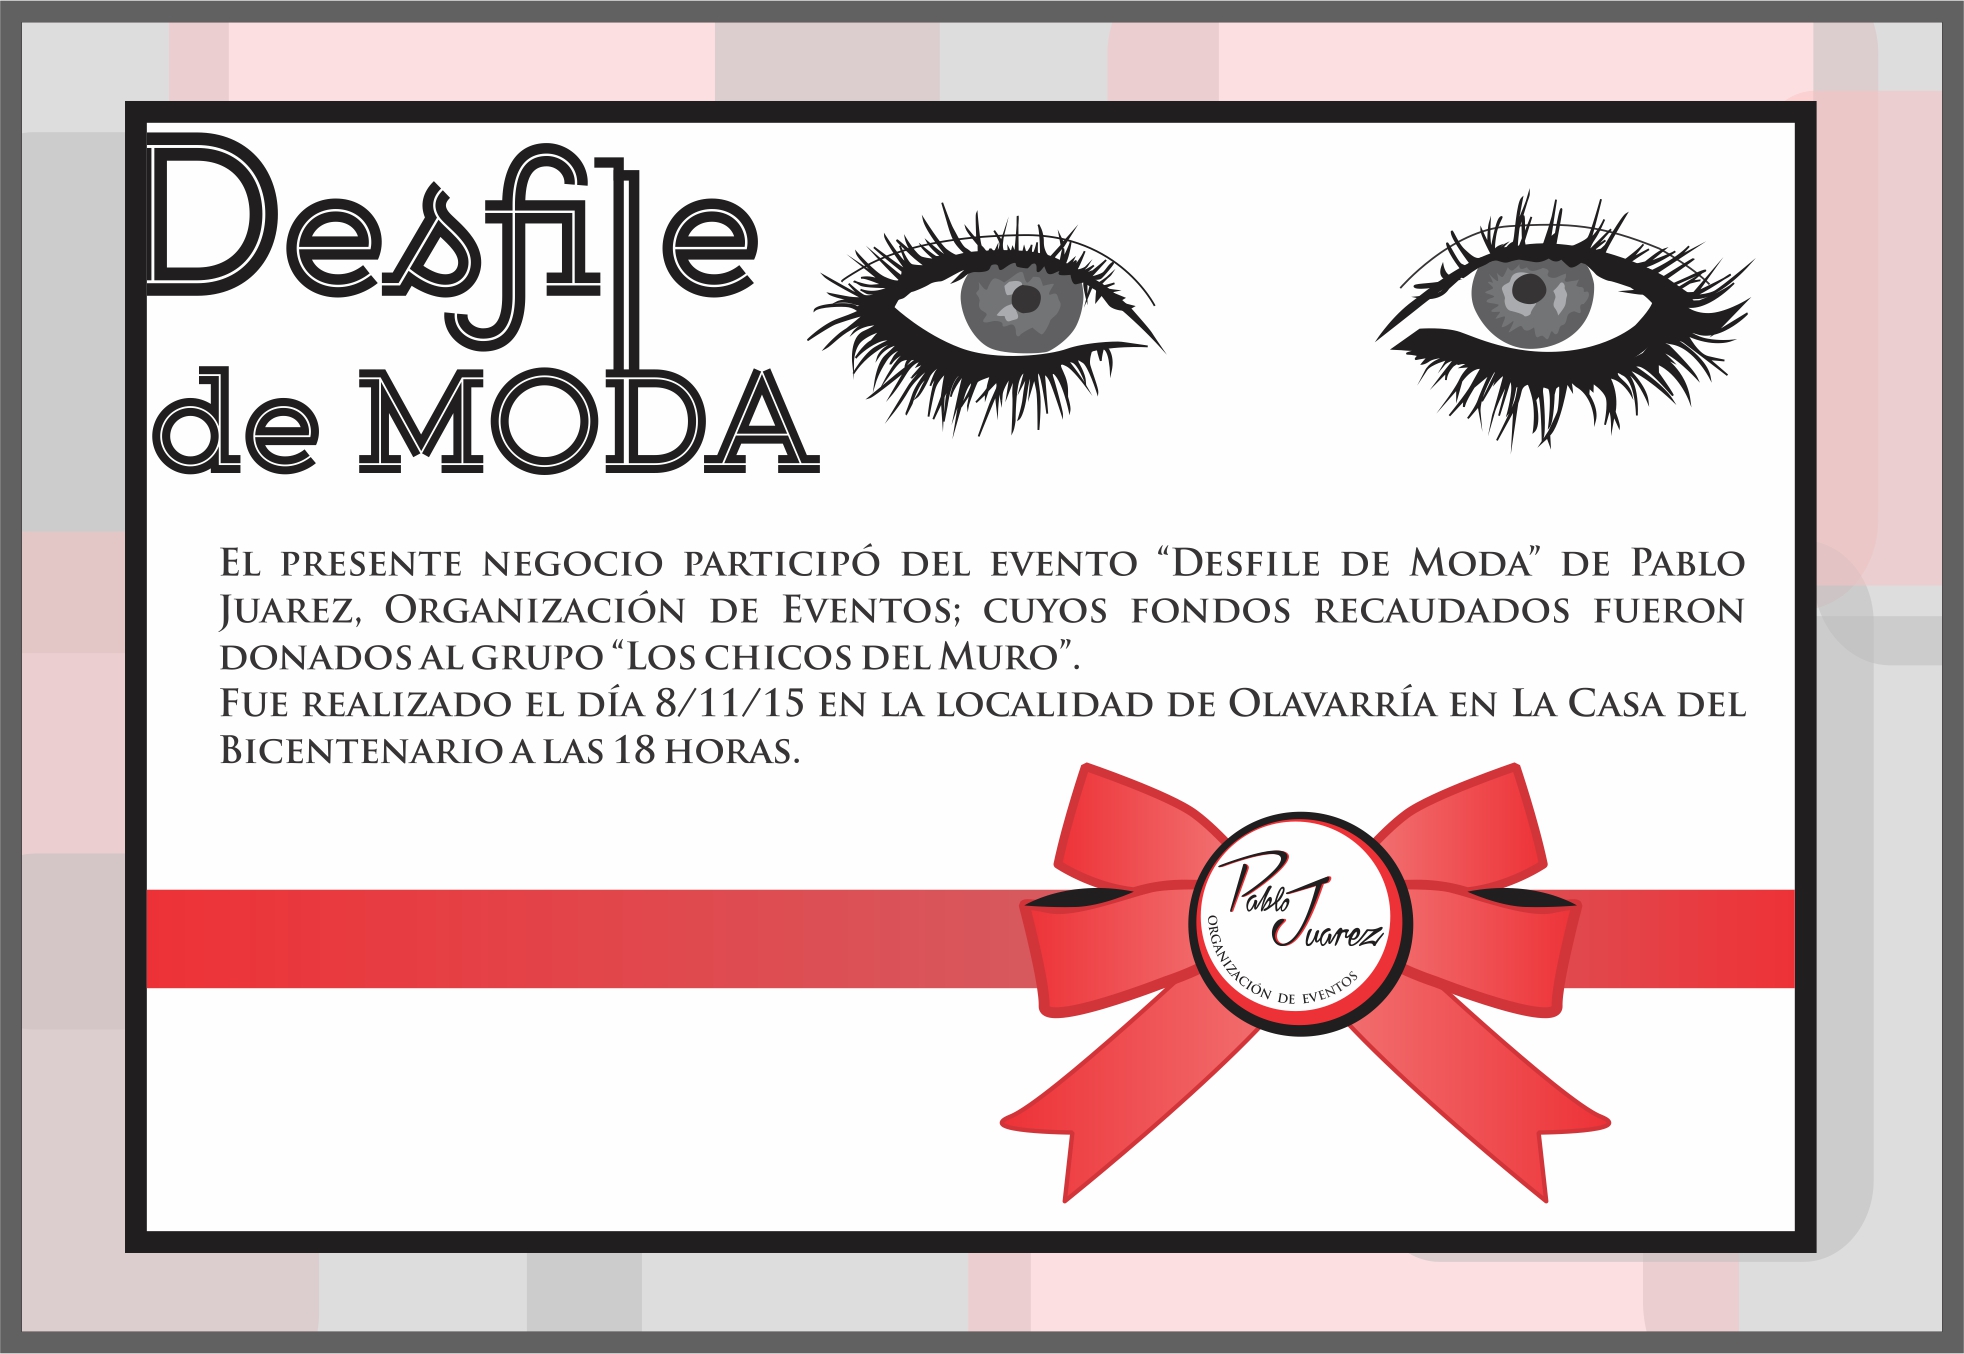 Desfile
de MODA
El presente negocio participó del evento “Desfile de Moda” de Pablo
Juarez, Organización de Eventos; cuyos fondos recaudados fueron
donados al grupo “Los chicos del Muro”.
Fue realizado el día 8/11/15 en la localidad de Olavarría en La Casa del
Bicentenario a las 18 horas.
Pablo
Juarez
ORGANIZACIÓN DE EVENTOS